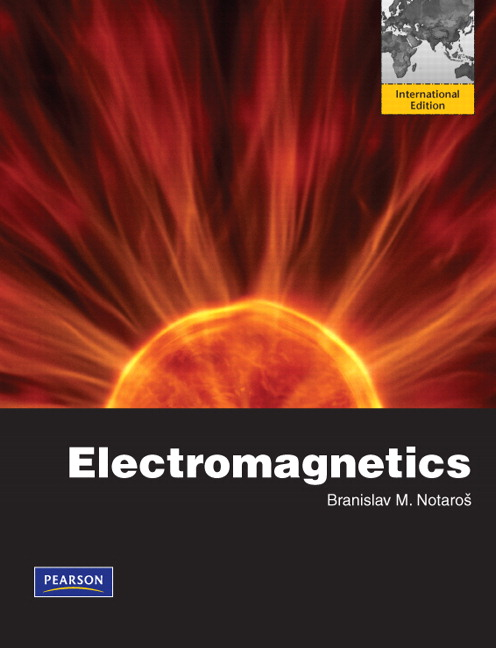 International
Edition
Electromagnetics
Branislav M. Notaroš
PEARSON